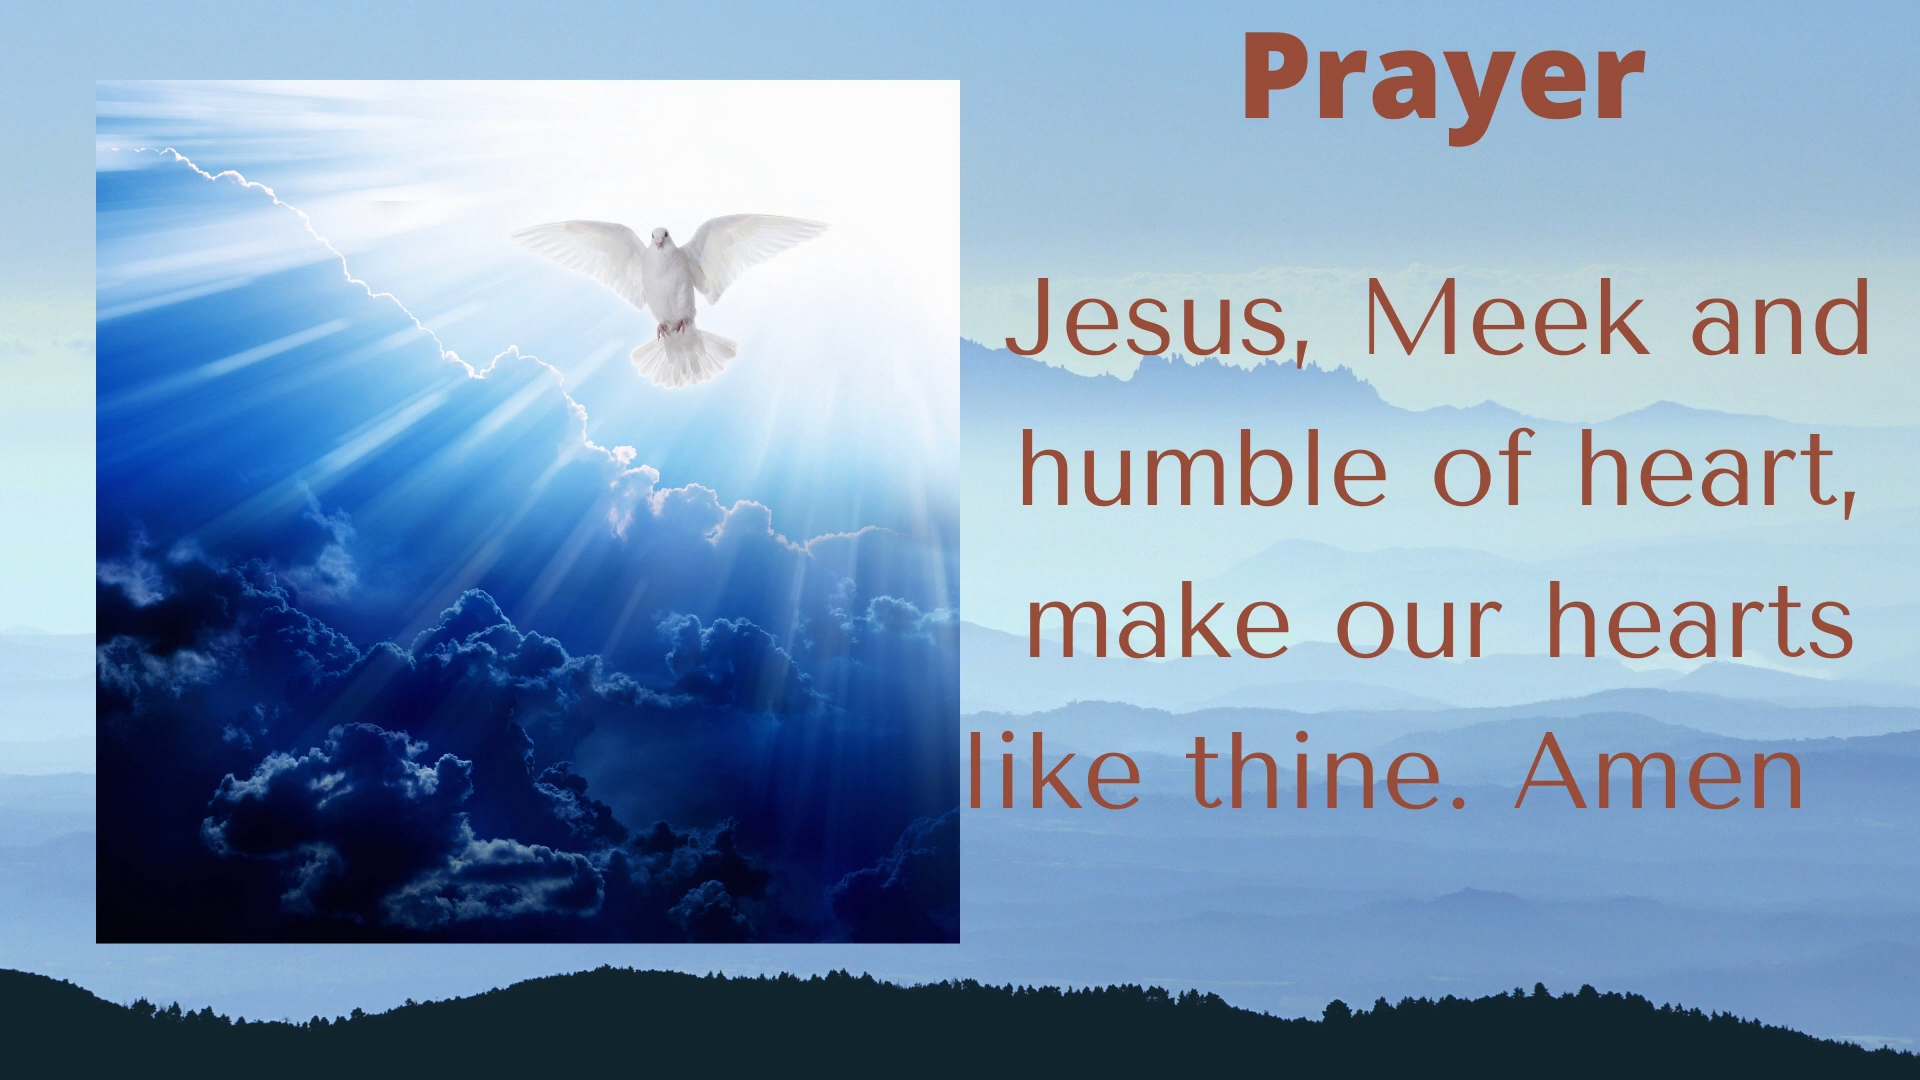 Prayer
Jesus, Meek and
humble of heart,
make our hearts
like thine. Amen